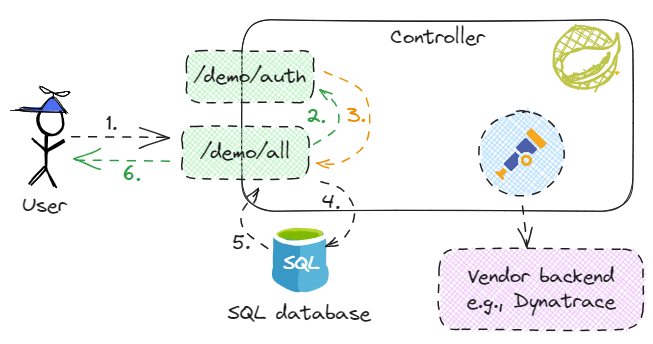 Controller
/demo/auth
1.
2.
3.
/demo/all
6.
User
4.
5.
SQL
Vendor backend
e.g., Dynatrace
SQL database